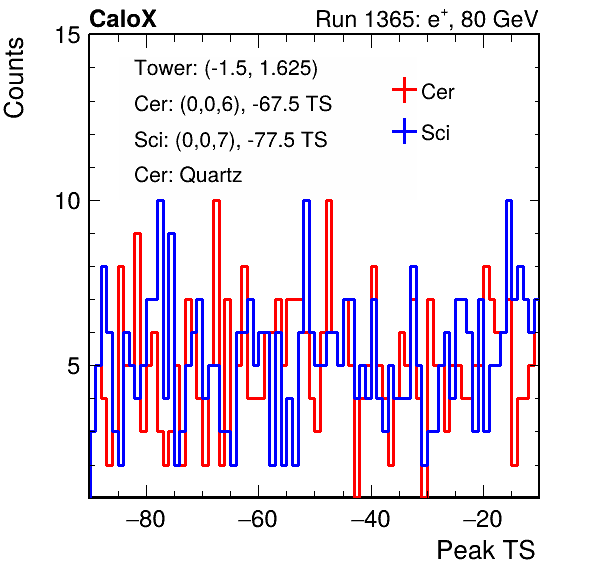 CaloX Run 1365: e⁺, 80 GeV
Counts
15
10
5
Tower: (-1.5, 1.625)
Cer: (0,0,6), -67.5 TS
Sci: (0,0,7), -77.5 TS
Cer: Quartz
Cer
Sci
−80 −60 −40 −20
Peak TS